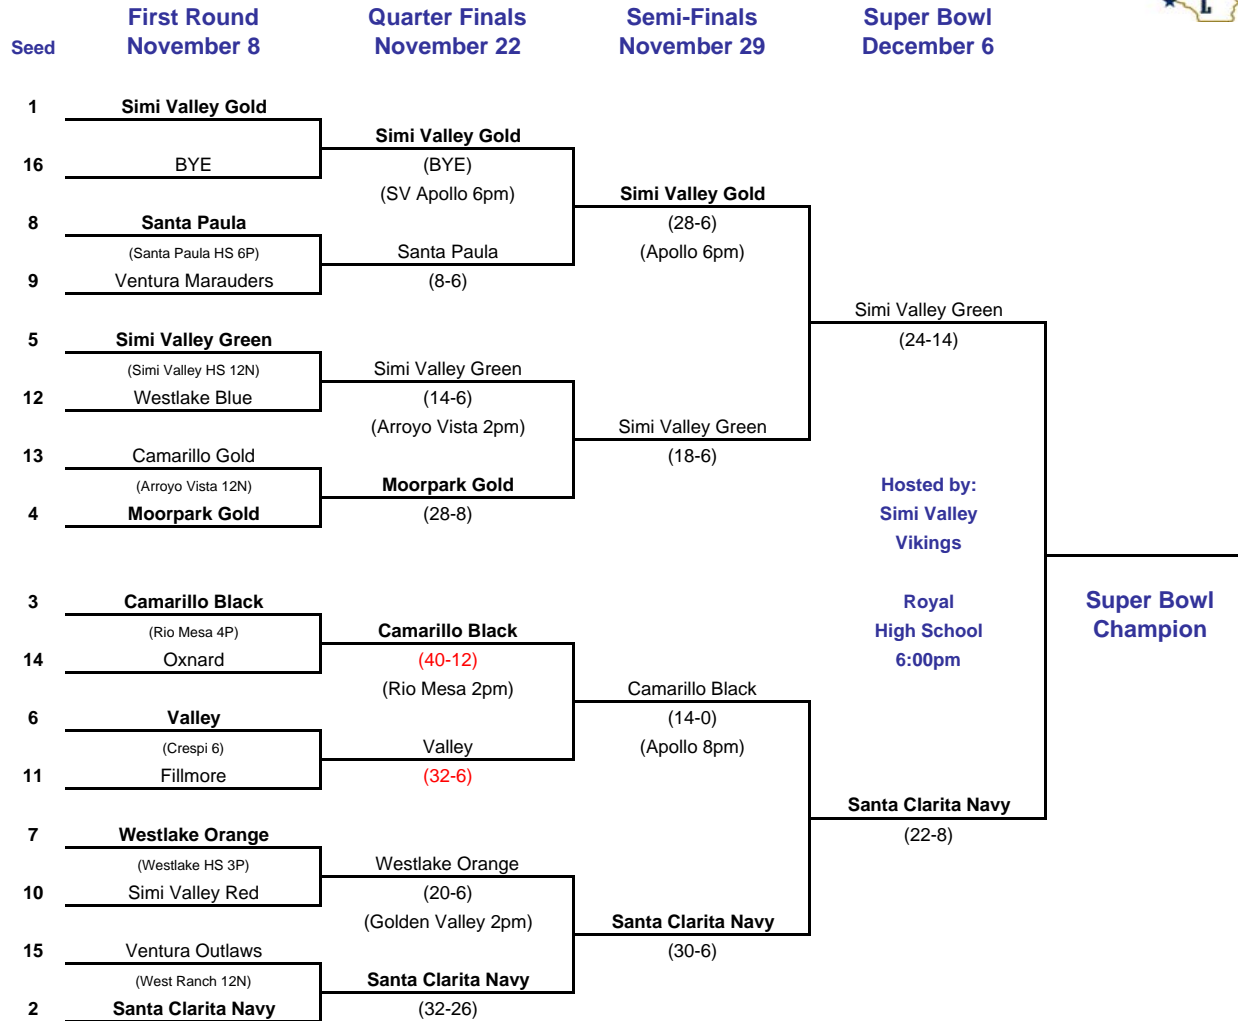 First Round
November 8
Quarter Finals
November 22
Semi-Finals
November 29
Super Bowl
December 6
L
Seed
1 Simi Valley Gold
Simi Valley Gold
16 BYE
(BYE)
(SV Apollo 6pm)
Simi Valley Gold
8 Santa Paula
(28-6)
(Santa Paula HS 6P)
Santa Paula
(Apollo 6pm)
9 Ventura Marauders
(8-6)
Simi Valley Green
5 Simi Valley Green
(24-14)
(Simi Valley HS 12N)
Simi Valley Green
12 Westlake Blue
(14-6)
(Arroyo Vista 2pm)
Simi Valley Green
13 Camarillo Gold
(18-6)
(Arroyo Vista 12N)
Moorpark Gold
Hosted by:
4 Moorpark Gold
(28-8)
Simi Valley
Vikings
3 Camarillo Black
Royal
Super Bowl
(Rio Mesa 4P)
Camarillo Black
High School
Champion
14 Oxnard
(40-12)
6:00pm
(Rio Mesa 2pm)
Camarillo Black
6 Valley
(14-0)
(Crespi 6)
Valley
(Apollo 8pm)
11 Fillmore
(32-6)
Santa Clarita Navy
7 Westlake Orange
(22-8)
(Westlake HS 3P)
Westlake Orange
10 Simi Valley Red
(20-6)
(Golden Valley 2pm)
Santa Clarita Navy
15 Ventura Outlaws
(30-6)
(West Ranch 12N)
Santa Clarita Navy
2 Santa Clarita Navy
(32-26)